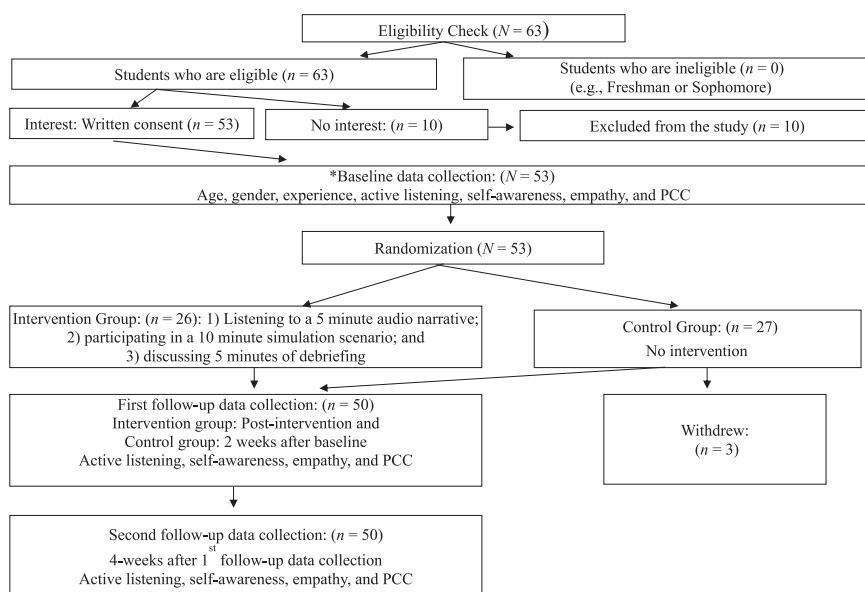 Eligibility Check (N = 63)
Students who are eligible (n = 63)
Students who are ineligible (n = 0)
(e.g., Freshman or Sophomore)
Interest: Written consent (n = 53)
No interest: (n = 10)
Excluded from the study (n = 10)
*Baseline data collection: (N = 53)
Age, gender, experience, active listening, self-awareness, empathy, and PCC
Randomization (N = 53)
Intervention Group: (n = 26): 1) Listening to a 5 minute audio narrative;
2) participating in a 10 minute simulation scenario; and
3) discussing 5 minutes of debriefing
Control Group: (n = 27)
No intervention
First follow-up data collection: (n = 50)
Intervention group: Post-intervention and
Control group: 2 weeks after baseline
Active listening, self-awareness, empathy, and PCC
Withdrew:
(n = 3)
Second follow-up data collection: (n = 50)
4-weeks after 1st follow-up data collection
Active listening, self-awareness, empathy, and PCC